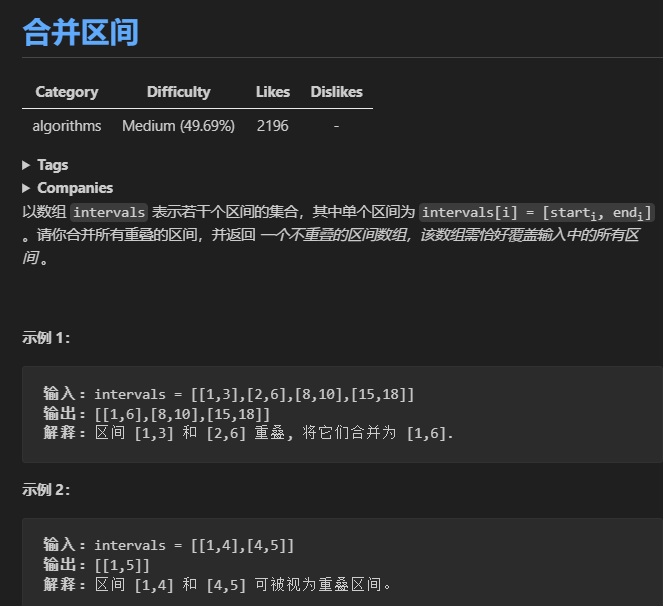 合并区间
Category Difficulty Likes Dislikes
algorithms Medium (49.69%) 2196 -
Tags
Companies
以数组 intervals 表示若干个区间的集合，其中单个区间为 intervals[i] = [starti, endi]
。请你合并所有重叠的区间，并返回 一个不重叠的区间数组，该数组需恰好覆盖输入中的所有区
间 。
示例 1：
输入：intervals = [[1,3],[2,6],[8,10],[15,18]]
输出：[[1,6],[8,10],[15,18]]
解释：区间 [1,3] 和 [2,6] 重叠, 将它们合并为 [1,6].
示例 2：
输入：intervals = [[1,4],[4,5]]
输出：[[1,5]]
解释：区间 [1,4] 和 [4,5] 可被视为重叠区间。